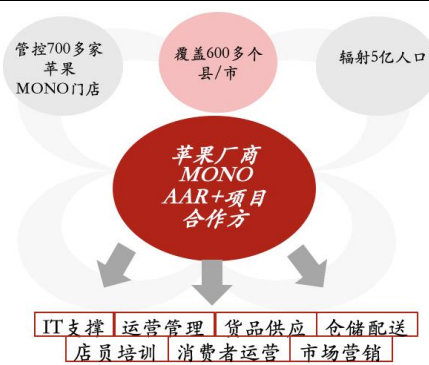 管控700多家
苹果
MONO门店
覆盖600多个
县/市
辐射5亿人口
苹果厂商
MONO
AAR+项目
合作方
IT支撑 运营管理 货品供应 仓储配送
店员培训 消费者运营 市场营销